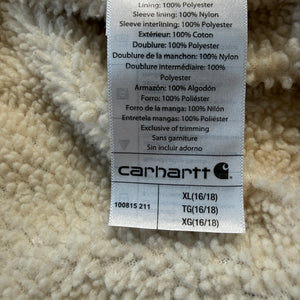 Lining: 100% Polyester
Sleeve lining: 100% Nylon
Sleeve interlining: 100% Polyester
Extérieur: 100% Coton
Doublure: 100% Polyester
Doublure de la manchon: 100% Nylon
Doublure intermédiaire: 100%
Polyester
Armazón: 100% Algodón
Forro: 100% Poliéster
Forro de la manga: 100% Nilón
Entretela mangas: 100% Poliéster
Exclusive of trimming
Sans garniture
Sin incluir adorno
carhartt
100815 211
XL(16/18)
TG(16/18)
XG(16/18)